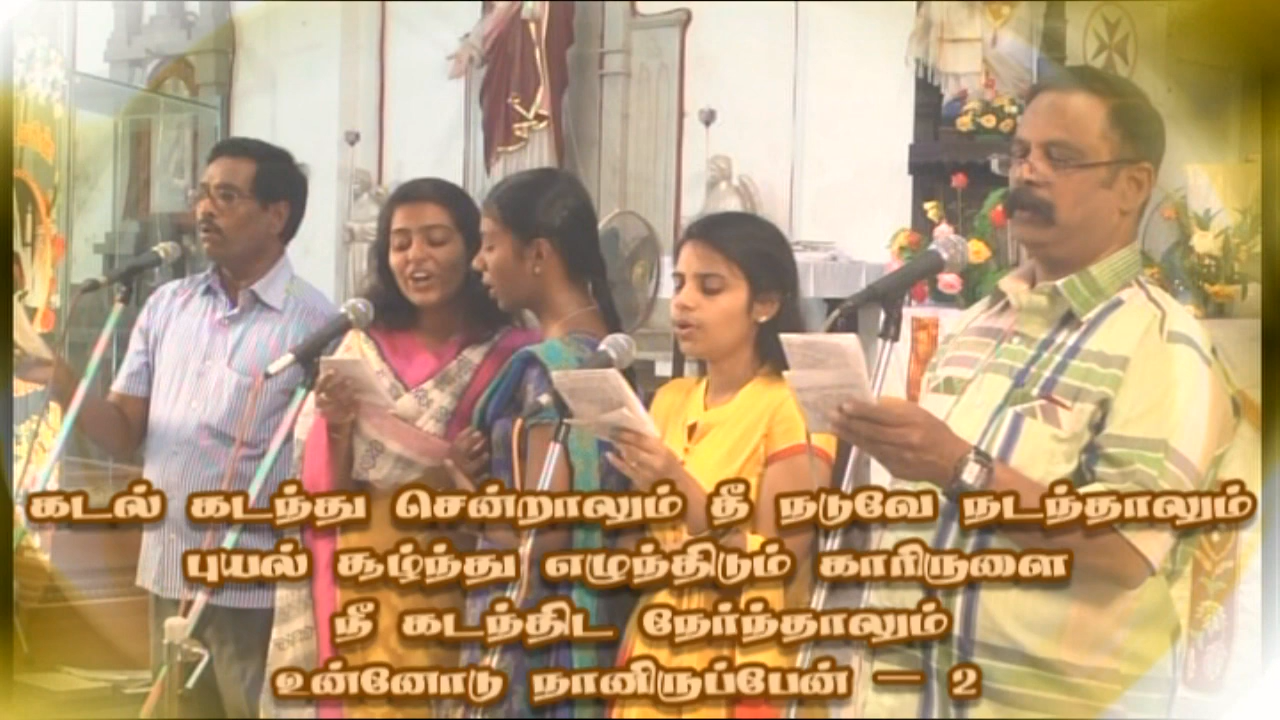 கடல் கடந்து சென்றாலும் தீ நடுவே நடந்தாலும்
புயல் சூழ்ந்து எழுந்திடும் காரிருளை
நீ கடந்திட நேர்ந்தாலும்
உன்னோடு நானிருப்பேன் – 2